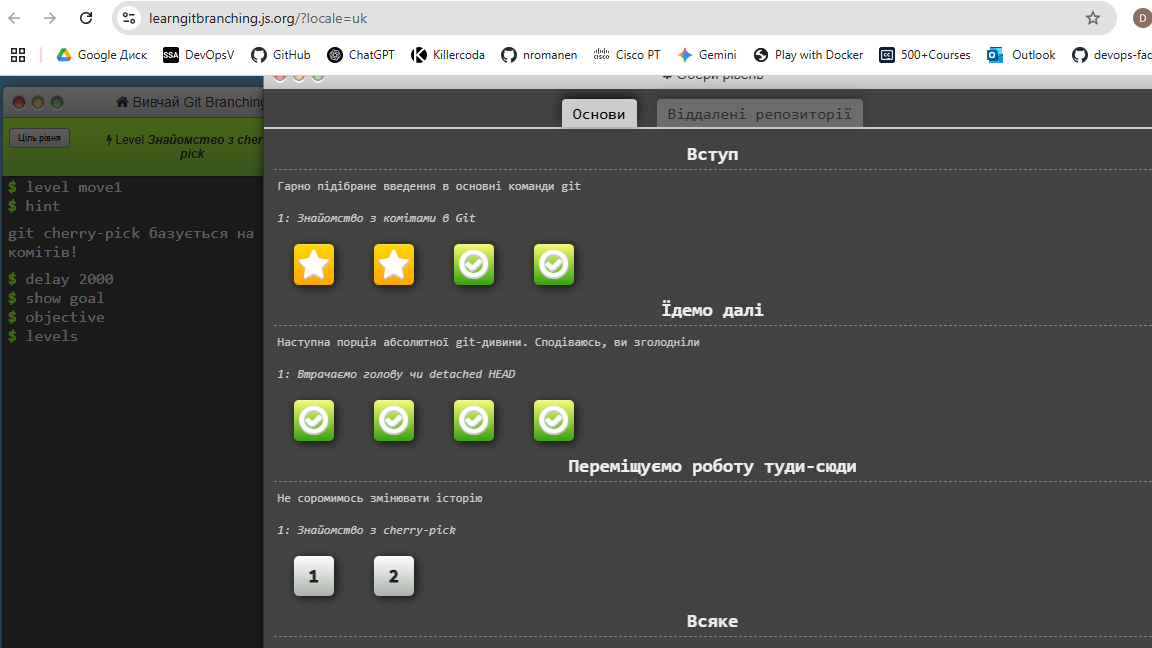 learngitbranching.js.org/?locale=uk
D
Google Диск DevOpsV GitHub ChatGPT Killercoda nromanen Cisco PT Gemini Play with Docker 500+Courses Outlook devops-fac
Обери рівень
Вивчай Git Branching
Ціль рівня
Level Знайомство з cher
pick
$ level move1
$ hint
git cherry-pick базується на
комітів!
$ delay 2000
$ show goal
$ objective
$ levels
Основи
Віддалені репозиторії
Вступ
Гарно підібране введення в основні команди git
1: Знайомство з комітами в Git
Їдемо далі
Наступна порція абсолютної git-дивини. Сподіваюсь, ви зголодніли
1: Втрачаємо голову чи detached HEAD
Переміщуємо роботу туди-сюди
Не соромимось змінювати історію
1: Знайомство з cherry-pick
1 2
Всяке